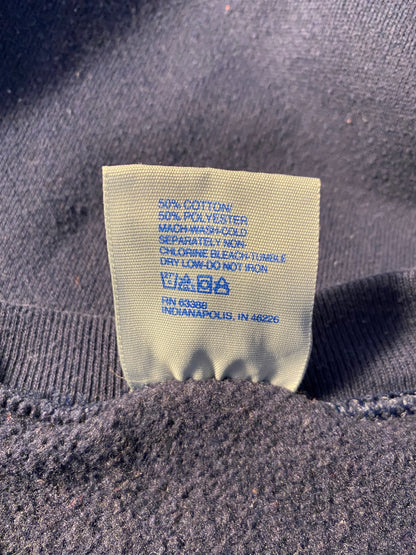 50% COTTON/
50% POLYESTER
MACH-WASH-COLD
SEPARATELY NON-
CHLORINE BLEACH-TUMBLE
DRY LOW-DO NOT IRON
RN 63388
INDIANAPOLIS, IN 46226